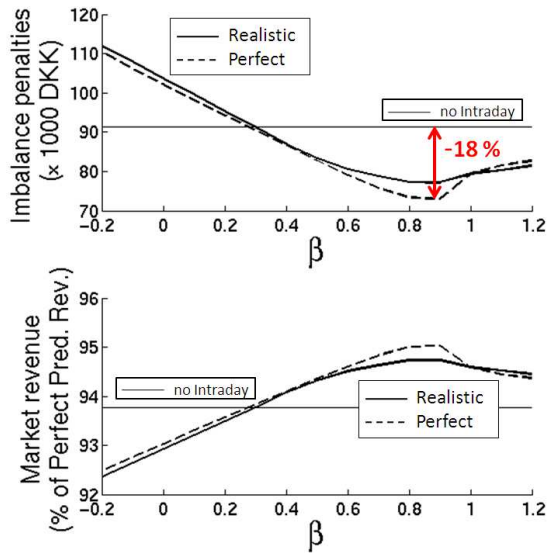 Imbalance penalties
(x 1000 DKK)
120
110
100
90
80
70
Realistic
Perfect
no Intraday
-18 %
-0.2 0 0.2 0.4 0.6 0.8 1 1.2
β
Market revenue
(% of Perfect Pred. Rev.)
96
95
94
93
92
no Intraday
Realistic
Perfect
-0.2 0 0.2 0.4 0.6 0.8 1 1.2
β